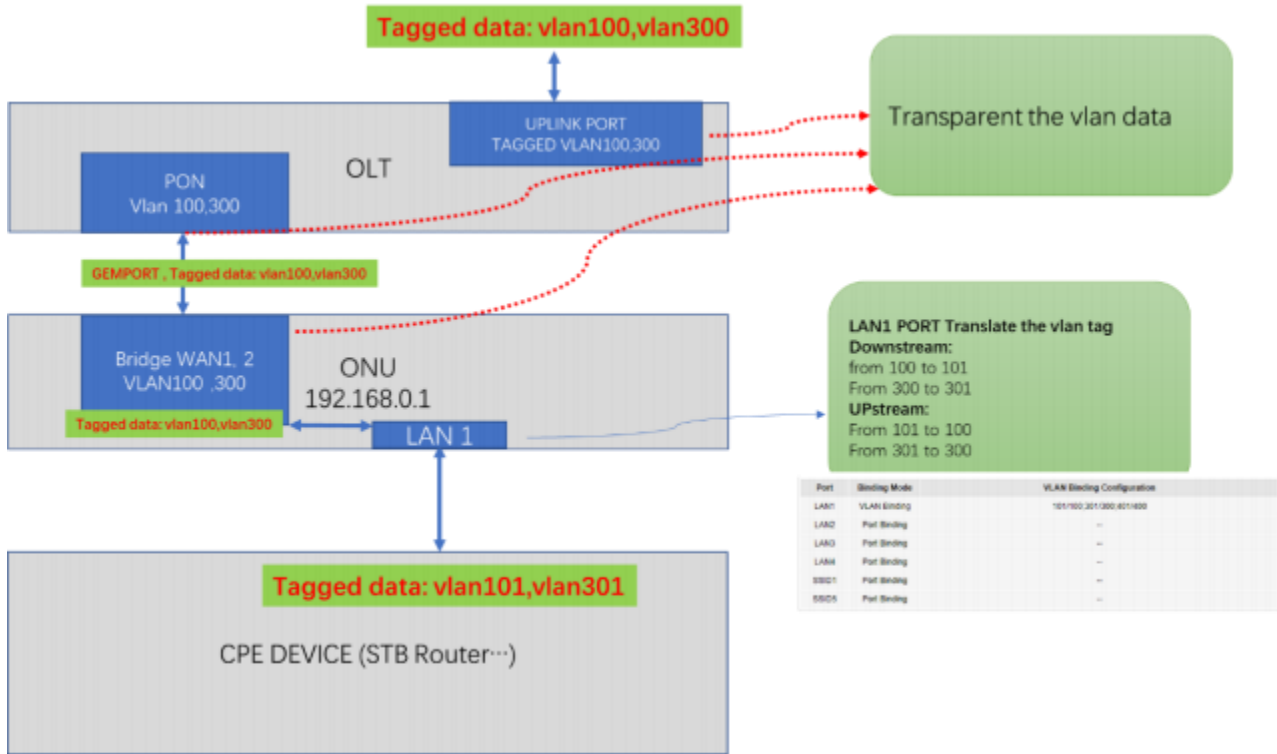 Tagged data: vlan100,vlan300
UPLINK PORT
TAGGED VLAN100,300
OLT
PON
Vlan 100,300
Transparent the vlan data
GEMPORT , Tagged data: vlan100,vlan300
Bridge WAN1, 2
VLAN100 ,300
ONU
192.168.0.1
Tagged data: vlan100,vlan300
LAN 1
LAN1 PORT Translate the vlan tag
Downstream:
from 100 to 101
From 300 to 301
UPstream:
From 101 to 100
From 301 to 300
Port Binding Mode VLAN Binding Configuration
LAN1 VLAN Binding
LAN2 Port Binding --
LAN3 Port Binding --
LAN4 Port Binding --
SSID1 Port Binding --
SSID5 Port Binding --
Tagged data: vlan101,vlan301
CPE DEVICE (STB Router···)